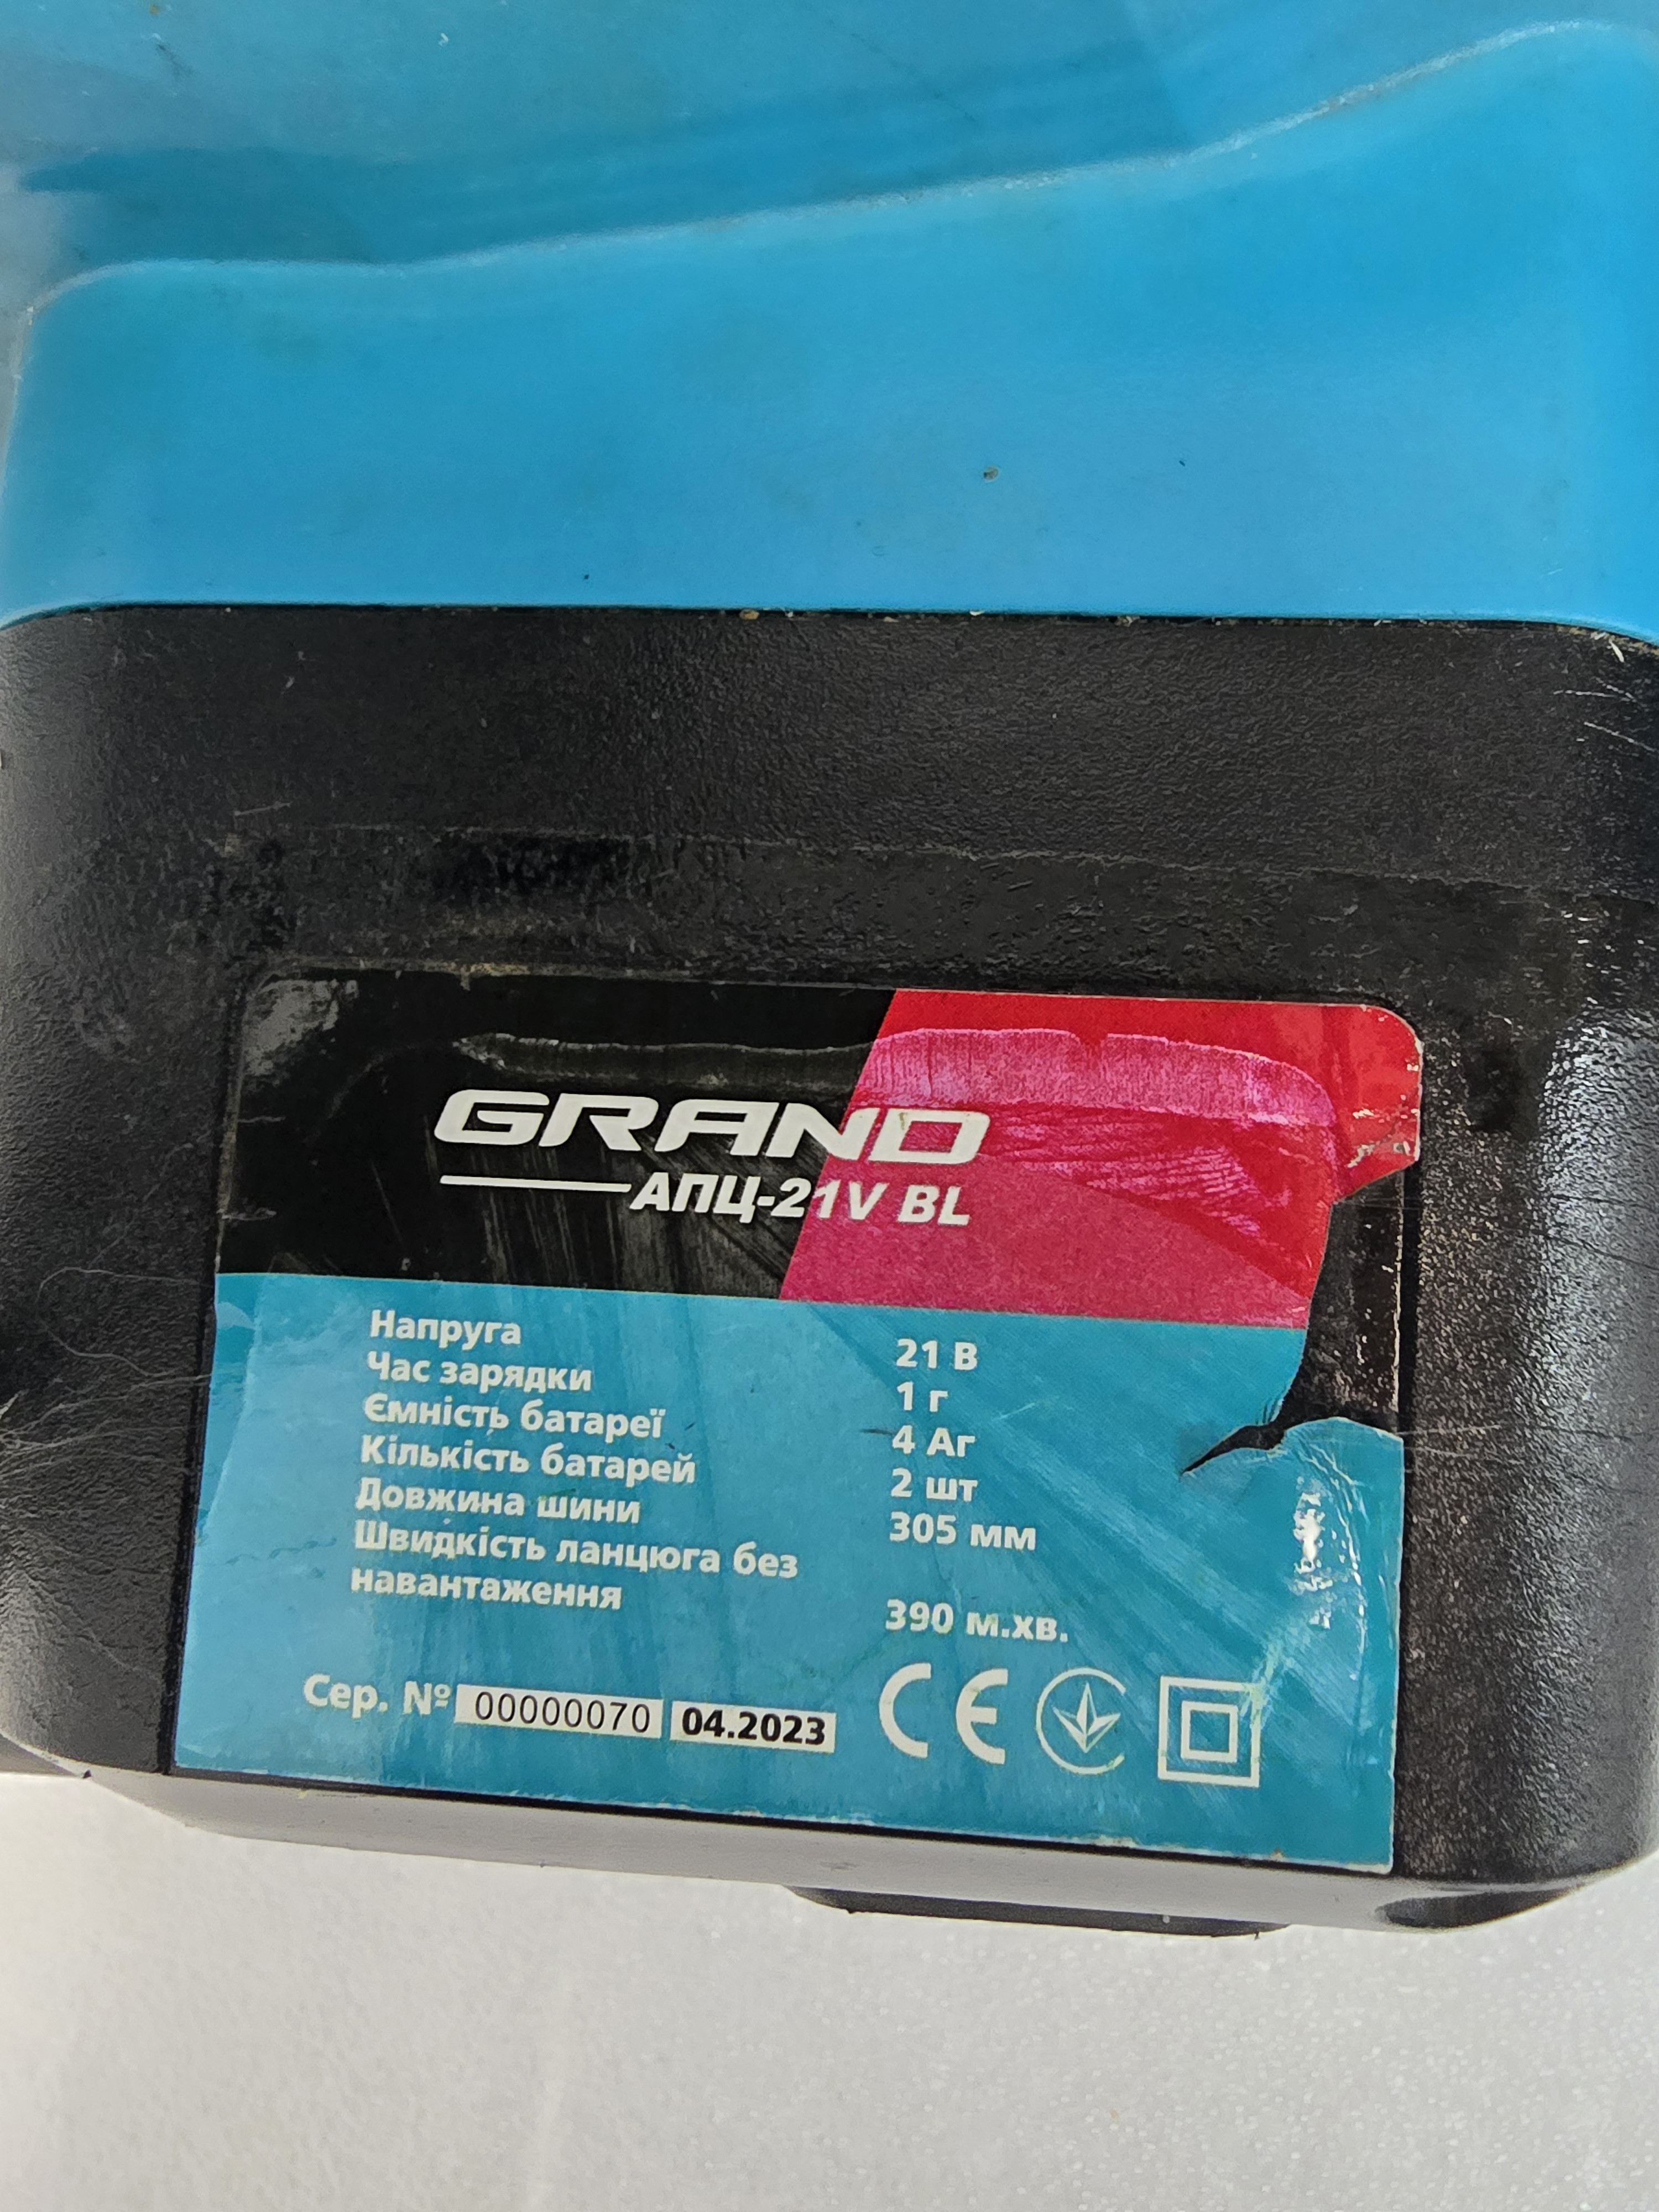 GRAND
АПЦ-21V BL
Напруга 21 В
Час зарядки 1 г
Ємність батареї 4 Аг
Кількість батарей 2 шт
Довжина шини 305 мм
Швидкість ланцюга без
навантаження 390 м.хв.
Сер. № 00000070 04.2023 CE